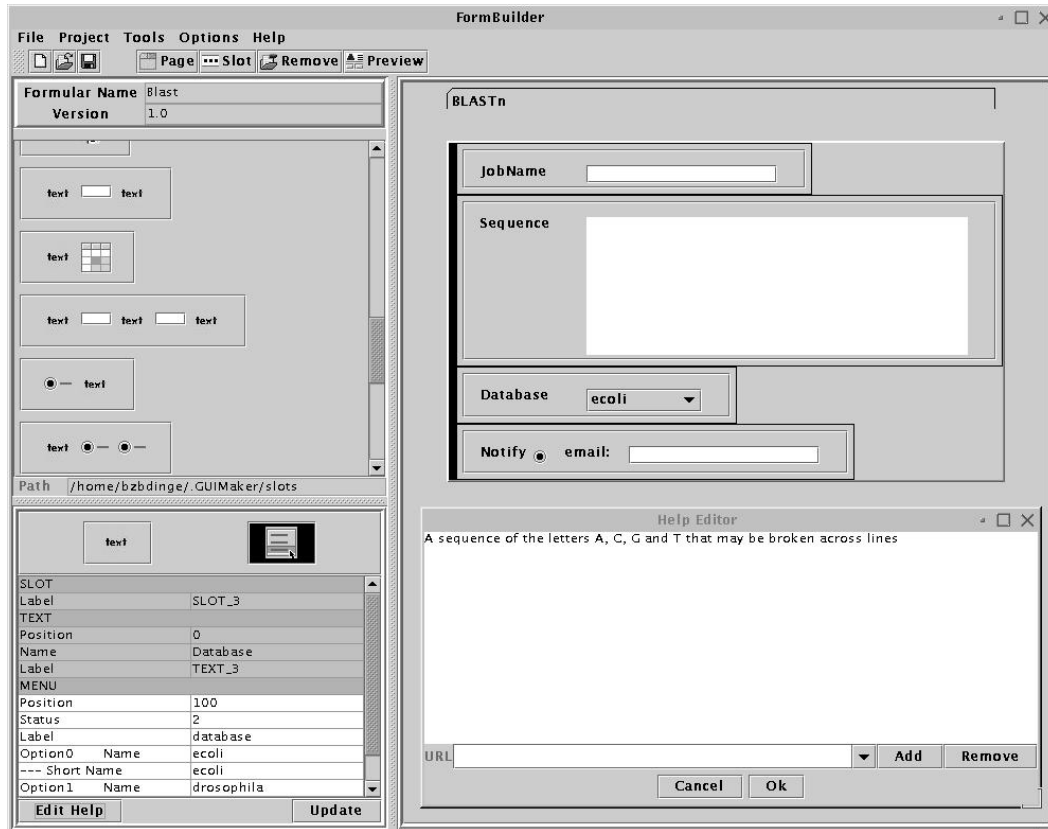 FormBuilder
File Project Tools Options Help
Page Slot Remove Preview
Formular Name Blast
Version 1.0
text text
text
text text text
text
text
Path /home/bzbdinge/.GUIMaker/slots
text
SLOT
Label SLOT_3
TEXT
Position 0
Name Database
Label TEXT_3
MENU
Position 100
Status 2
Label database
Option0 Name ecoli
--- Short Name ecoli
Option1 Name drosophila
Edit Help Update
BLASTn
JobName
Sequence
Database ecoli
Notify email:
Help Editor
A sequence of the letters A, C, G and T that may be broken across lines
URL Add Remove
Cancel Ok